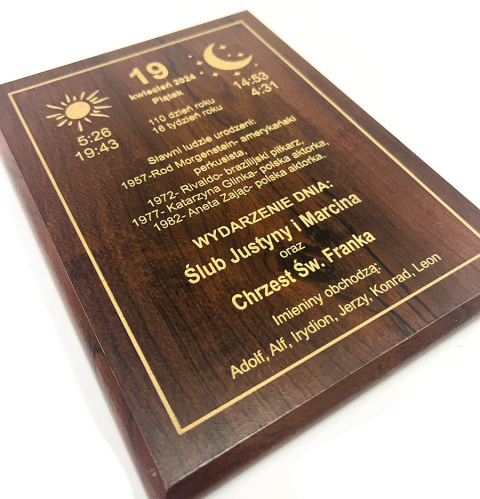 19
kwiecień 2024
Piątek
5:26
19:43
14:53
4:31
110 dzień roku
16 tydzień roku
Sławni ludzie urodzeni:
1957-Rod Morgenstein- amerykański
perkusista,
1972- Rivaldo- brazilijski piłkarz,
1977- Katarzyna Glinka- polska aktorka,
1982- Aneta Zając- polska aktorka.
WYDARZENIE DNIA:
Ślub Justyny i Marcina
oraz
Chrzest Św. Franka
Imieniny obchodzą:
Adolf, Alf, Irydion, Jerzy, Konrad, Leon